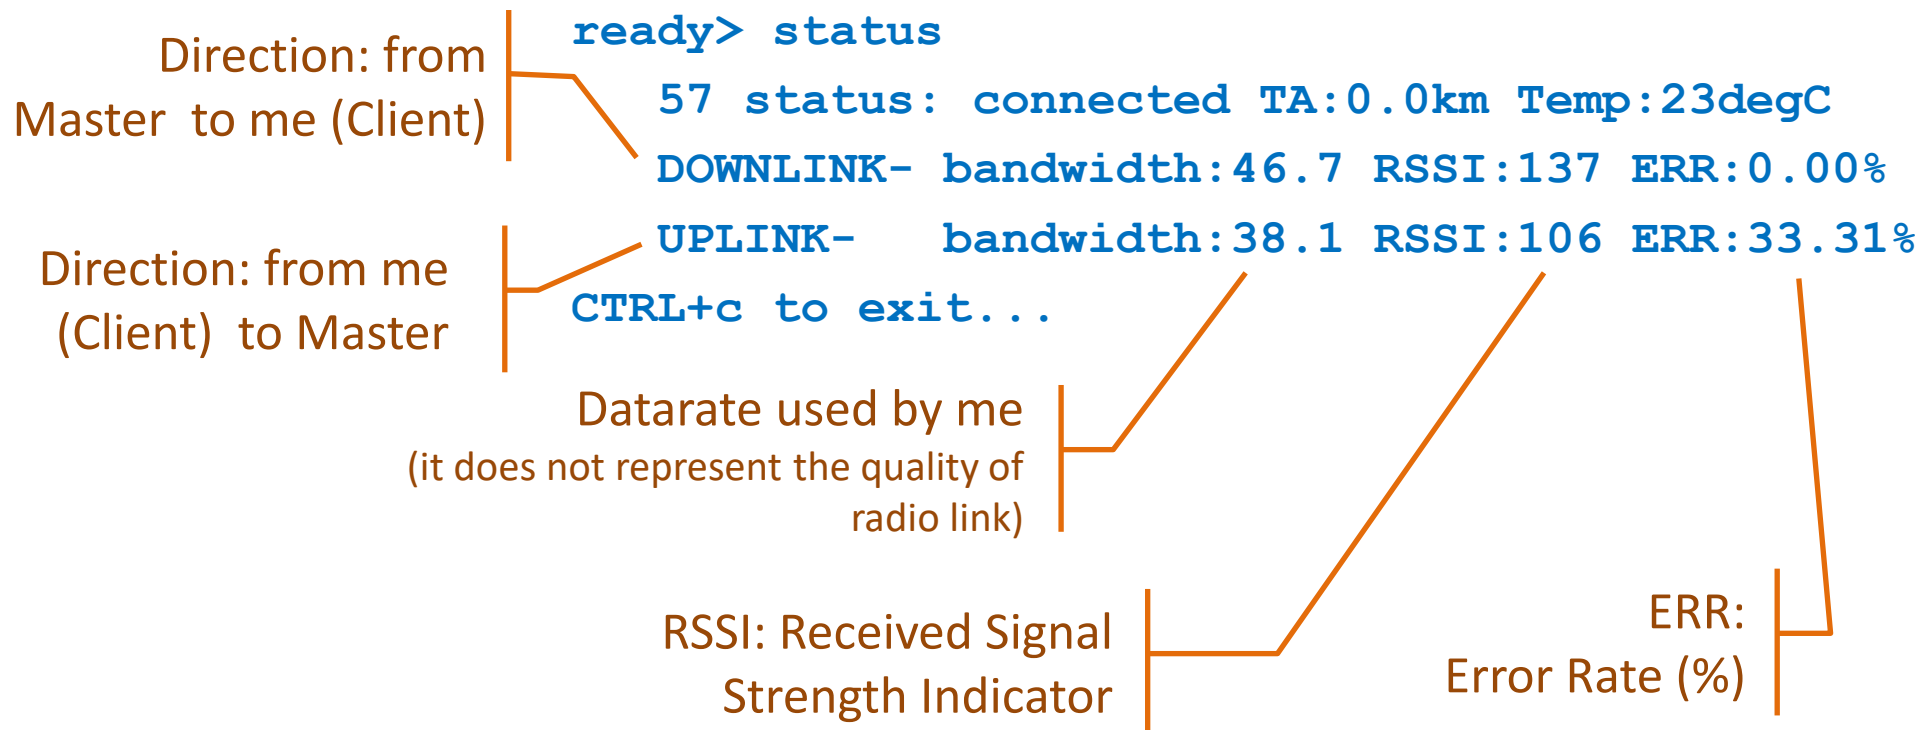 ready> status
57 status: connected TA:0.0km Temp:23degC
DOWNLINK- bandwidth:46.7 RSSI:137 ERR:0.00%
UPLINK- bandwidth:38.1 RSSI:106 ERR:33.31%
CTRL+c to exit...
Direction: from
Master to me (Client)
Direction: from me
(Client) to Master
Datarate used by me
(it does not represent the quality of
radio link)
RSSI: Received Signal
Strength Indicator
ERR:
Error Rate (%)